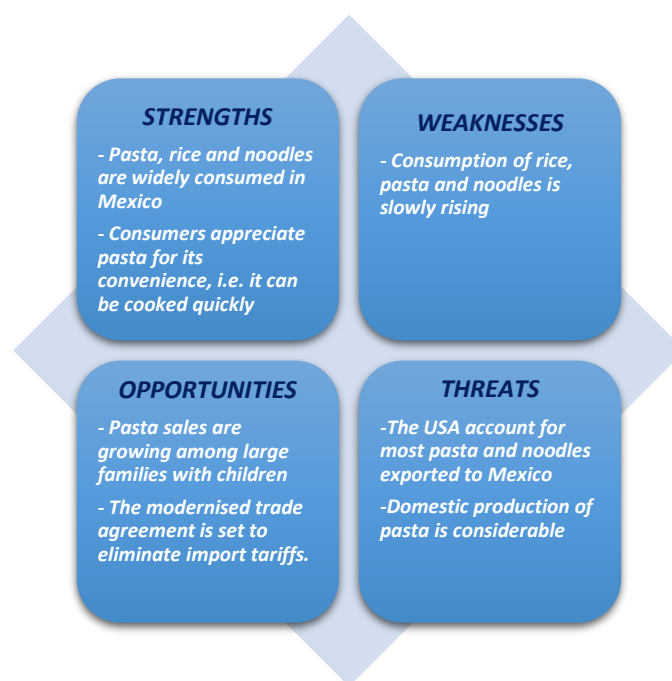 STRENGTHS
- Pasta, rice and noodles
are widely consumed in
Mexico
- Consumers appreciate
pasta for its
convenience, i.e. it can
be cooked quickly
WEAKNESSES
- Consumption of rice,
pasta and noodles is
slowly rising
OPPORTUNITIES
- Pasta sales are
growing among large
families with children
- The modernised trade
agreement is set to
eliminate import tariffs.
THREATS
-The USA account for
most pasta and noodles
exported to Mexico
-Domestic production of
pasta is considerable